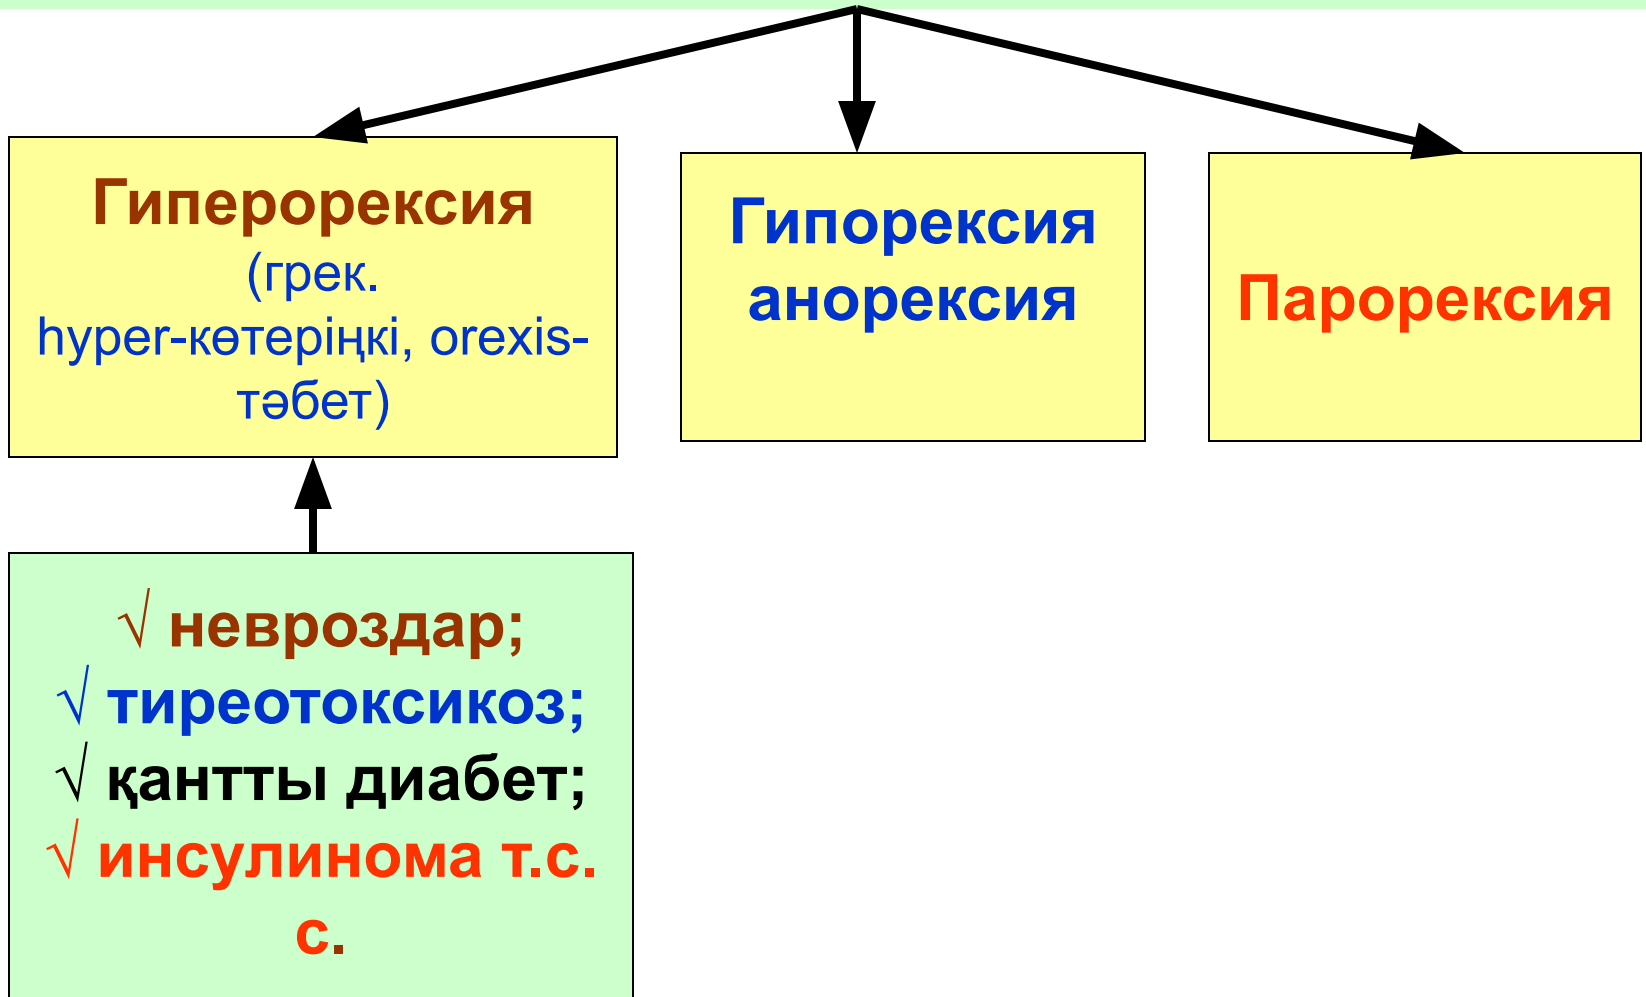 Гиперорексия
(грек.
hyper-көтеріңкі, orexis-
тәбет)
Гипорексия
анорексия
Парорексия
√ невроздар;
√ тиреотоксикоз;
√ қантты диабет;
√ инсулинома т.с.
с.